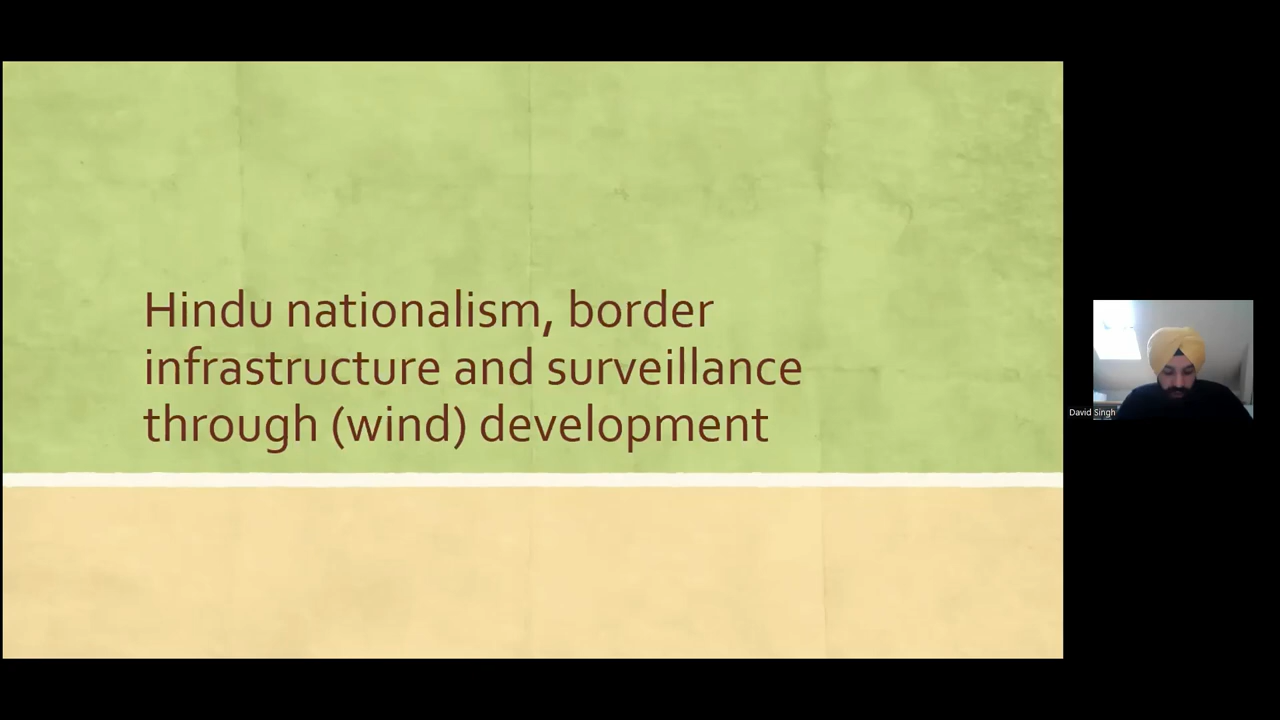 Hindu nationalism, border
infrastructure and surveillance
through (wind) development
David Singh